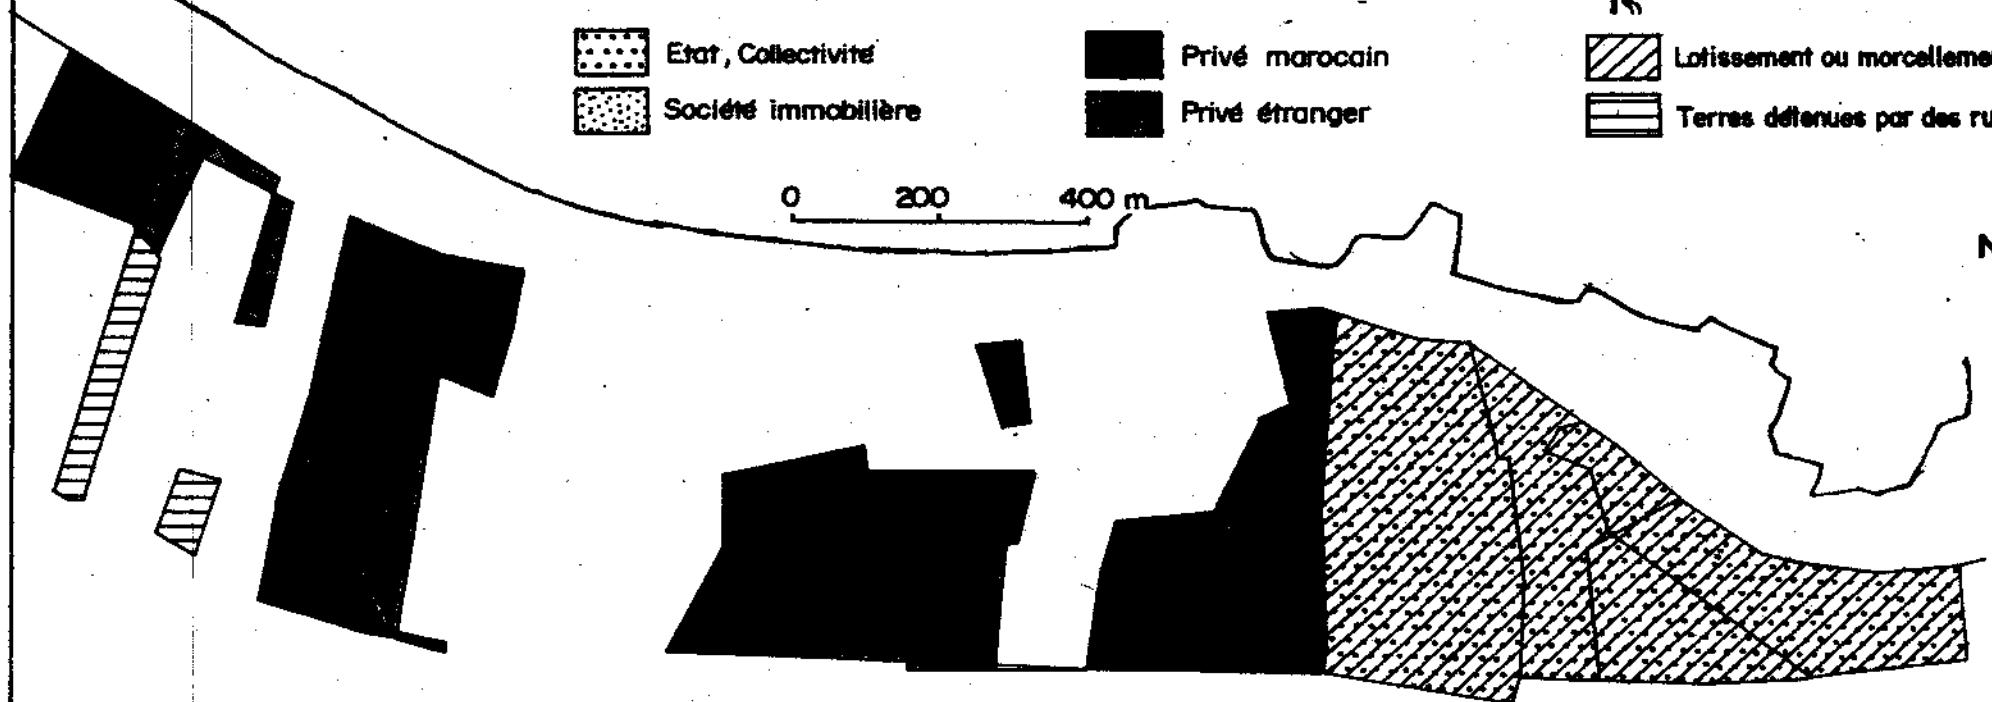 Etat, Collectivité
Société immobilière
Privé marocain
Privé étranger
Lotissement ou morcelleme
Terres détenues par des ru
0 200 400 m
N